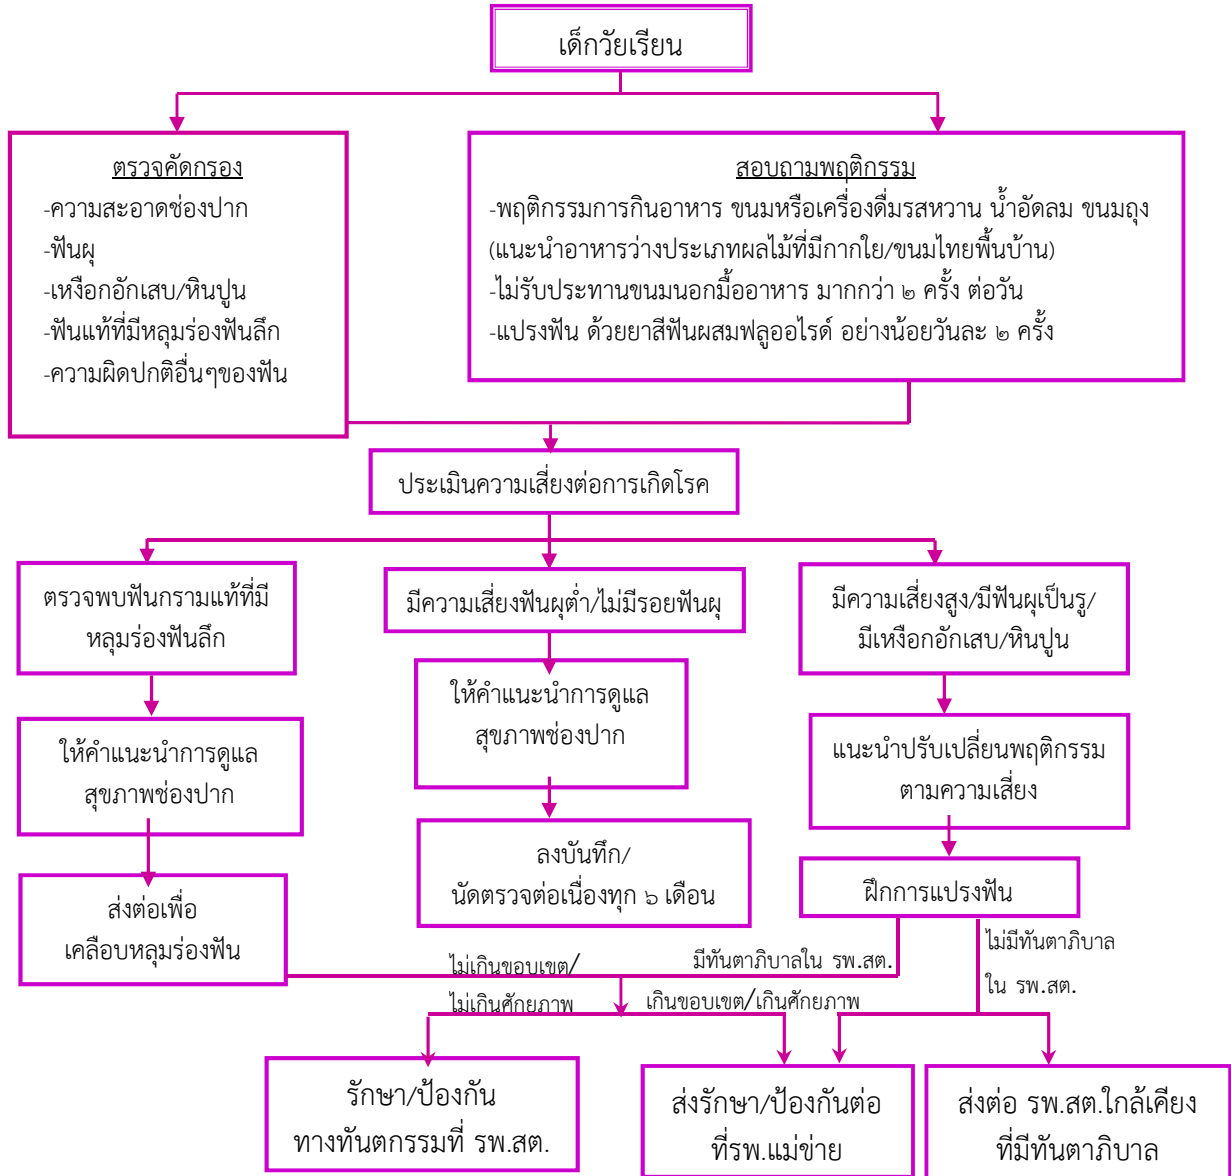 เด็กวัยเรียน
ตรวจคัดกรอง
-ความสะอาดช่องปาก
-ฟันผุ
-เหงือกอักเสบ/หินปูน
-ฟันแท้ที่มีหลุมร่องฟันลึก
-ความผิดปกติอื่นๆของฟัน
สอบถามพฤติกรรม
-พฤติกรรมการกินอาหาร ขนมหรือเครื่องดื่มรสหวาน น้ำอัดลม ขนมถุง
(แนะนำอาหารว่างประเภทผลไม้ที่มีกากใย/ขนมไทยพื้นบ้าน)
-ไม่รับประทานขนมนอกมื้ออาหาร มากกว่า ๒ ครั้ง ต่อวัน
-แปรงฟัน ด้วยยาสีฟันผสมฟลูออไรด์ อย่างน้อยวันละ ๒ ครั้ง
ประเมินความเสี่ยงต่อการเกิดโรค
ตรวจพบฟันกรามแท้ที่มี
หลุมร่องฟันลึก
มีความเสี่ยงฟันผุต่ำ/ไม่มีรอยฟันผุ
มีความเสี่ยงสูง/มีฟันผุเป็นรู/
มีเหงือกอักเสบ/หินปูน
ให้คำแนะนำการดูแล
สุขภาพช่องปาก
ให้คำแนะนำการดูแล
สุขภาพช่องปาก
แนะนำปรับเปลี่ยนพฤติกรรม
ตามความเสี่ยง
ส่งต่อเพื่อ
เคลือบหลุมร่องฟัน
ลงบันทึก/
นัดตรวจต่อเนื่องทุก ๖ เดือน
ฝึกการแปรงฟัน
ไม่เกินขอบเขต/
ไม่เกินศักยภาพ
มีทันตาภิบาลใน รพ.สต.
เกินขอบเขต/เกินศักยภาพ
ไม่มีทันตาภิบาล
ใน รพ.สต.
รักษา/ป้องกัน
ทางทันตกรรมที่ รพ.สต.
ส่งรักษา/ป้องกันต่อ
ที่รพ.แม่ข่าย
ส่งต่อ รพ.สต.ใกล้เคียง
ที่มีทันตาภิบาล